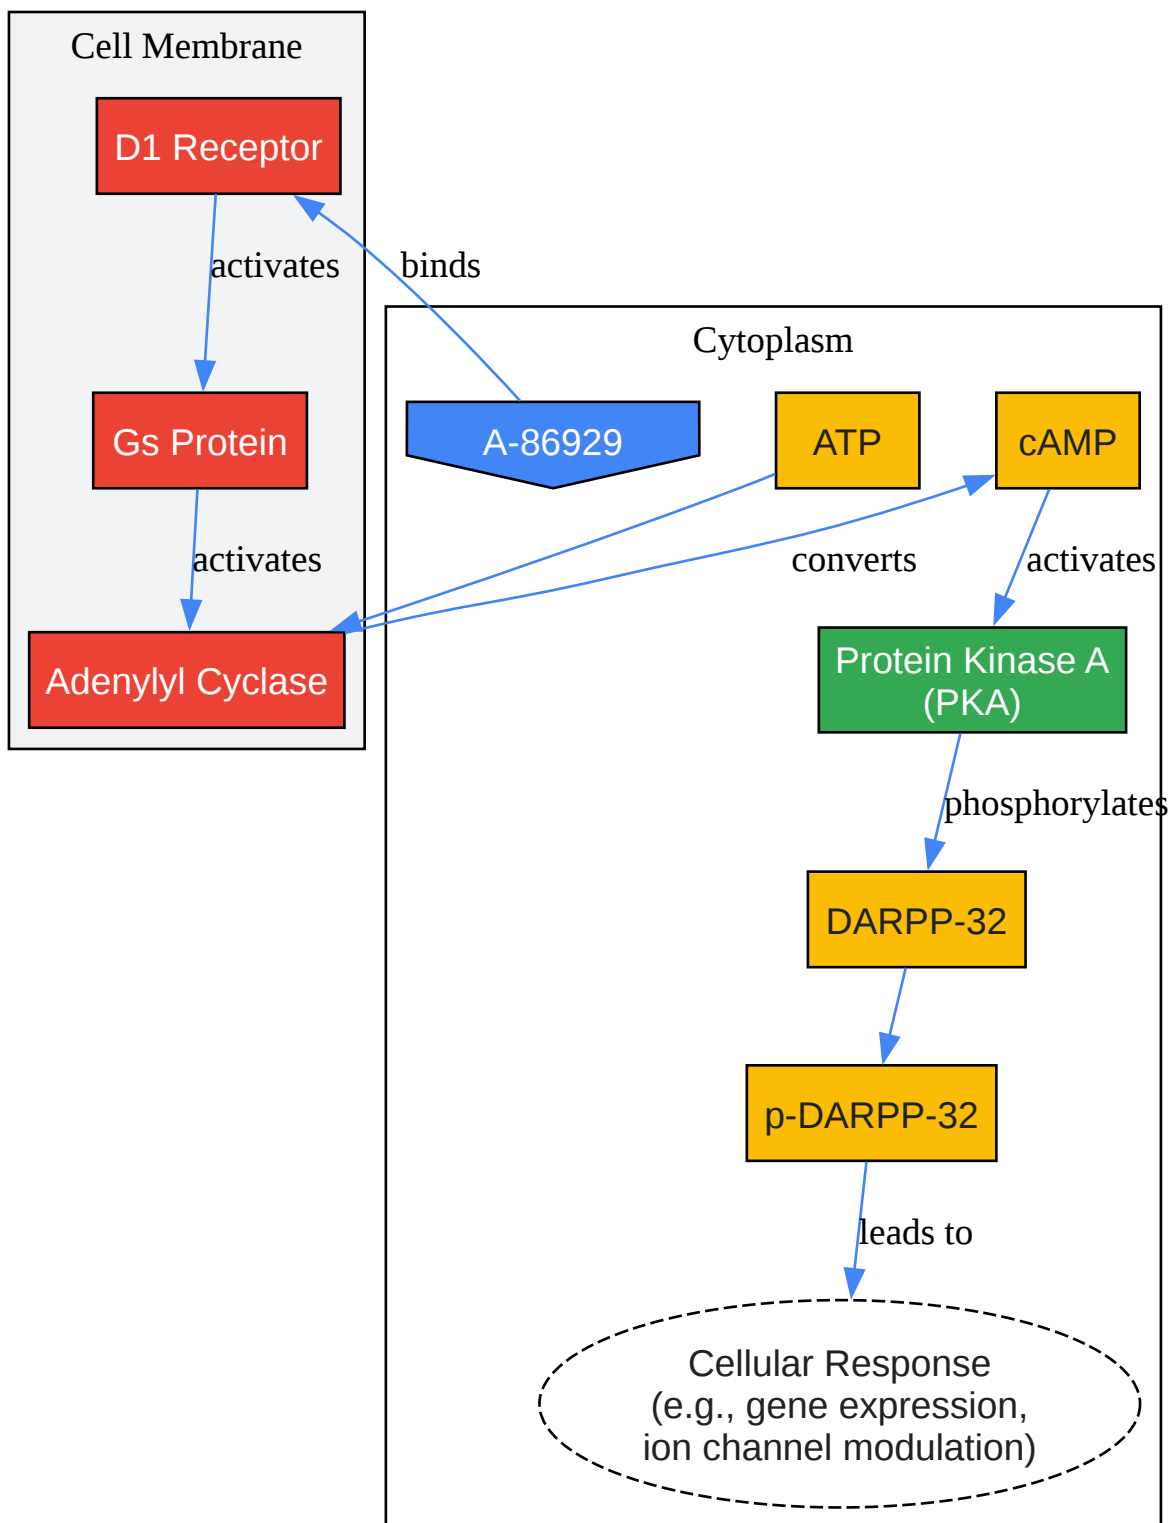 Cell Membrane
D1 Receptor
activates
binds
Cytoplasm
Gs Protein
A-86929
ATP
cAMP
activates
converts
activates
Adenylyl Cyclase
Protein Kinase A
(PKA)
phosphorylates
DARPP-32
p-DARPP-32
leads to
Cellular Response
(e.g., gene expression,
ion channel modulation)